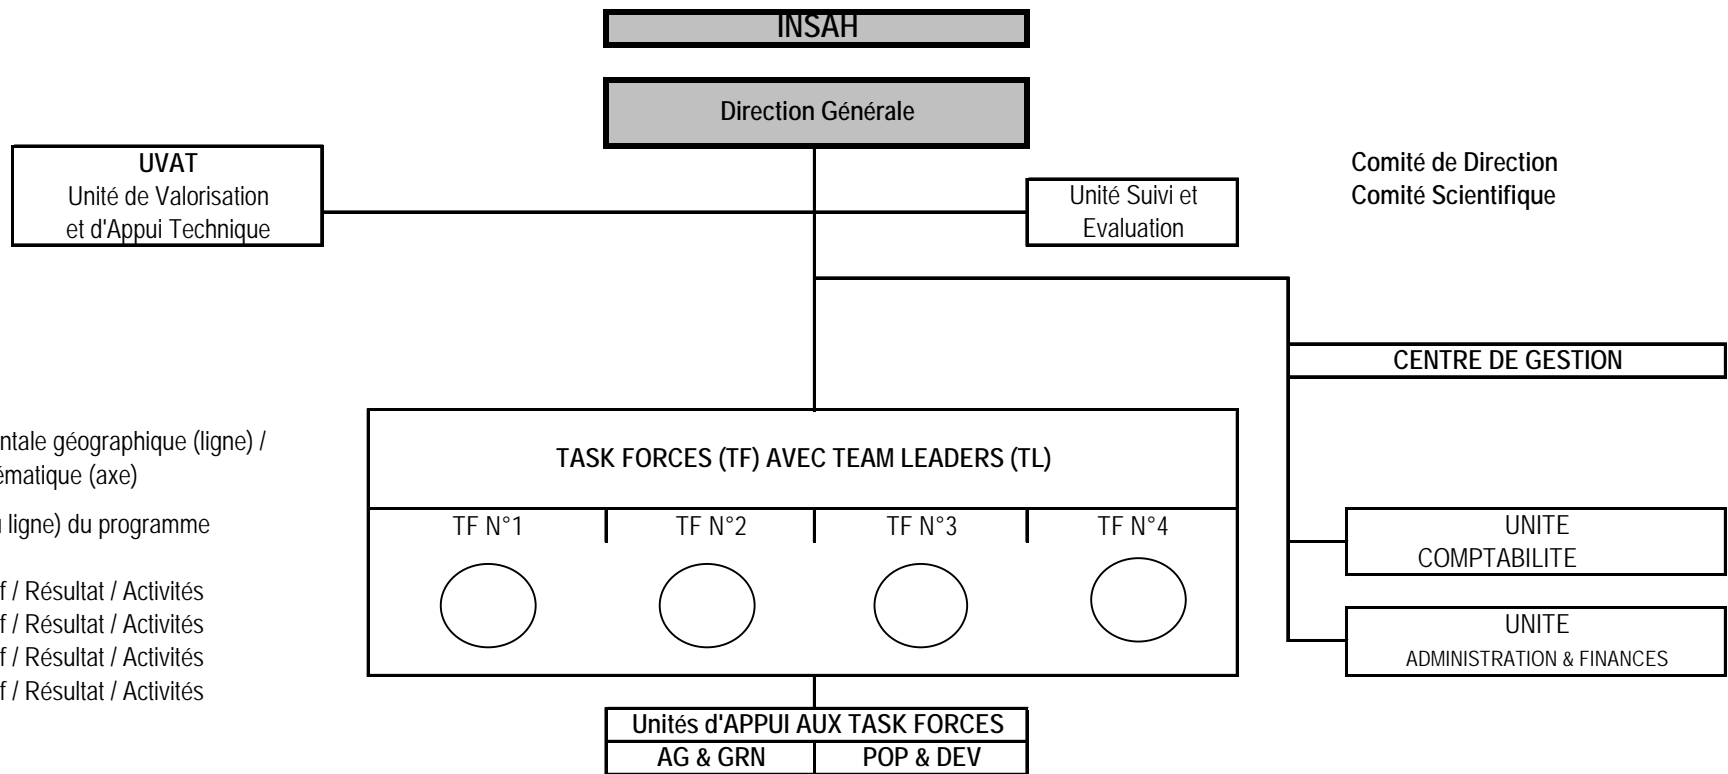 INSAH
Direction Générale
UVAT
Unité de Valorisation
et d'Appui Technique
Unité Suivi et
Evaluation
Comité de Direction
Comité Scientifique
CENTRE DE GESTION
ntale géographique (ligne) /
ématique (axe)
ligne) du programme
f / Résultat / Activités
f / Résultat / Activités
f / Résultat / Activités
f / Résultat / Activités
TASK FORCES (TF) AVEC TEAM LEADERS (TL)
TF N°1
TF N°2
TF N°3
TF N°4
UNITE
COMPTABILITE
UNITE
ADMINISTRATION & FINANCES
Unités d'APPUI AUX TASK FORCES
AG & GRN
POP & DEV